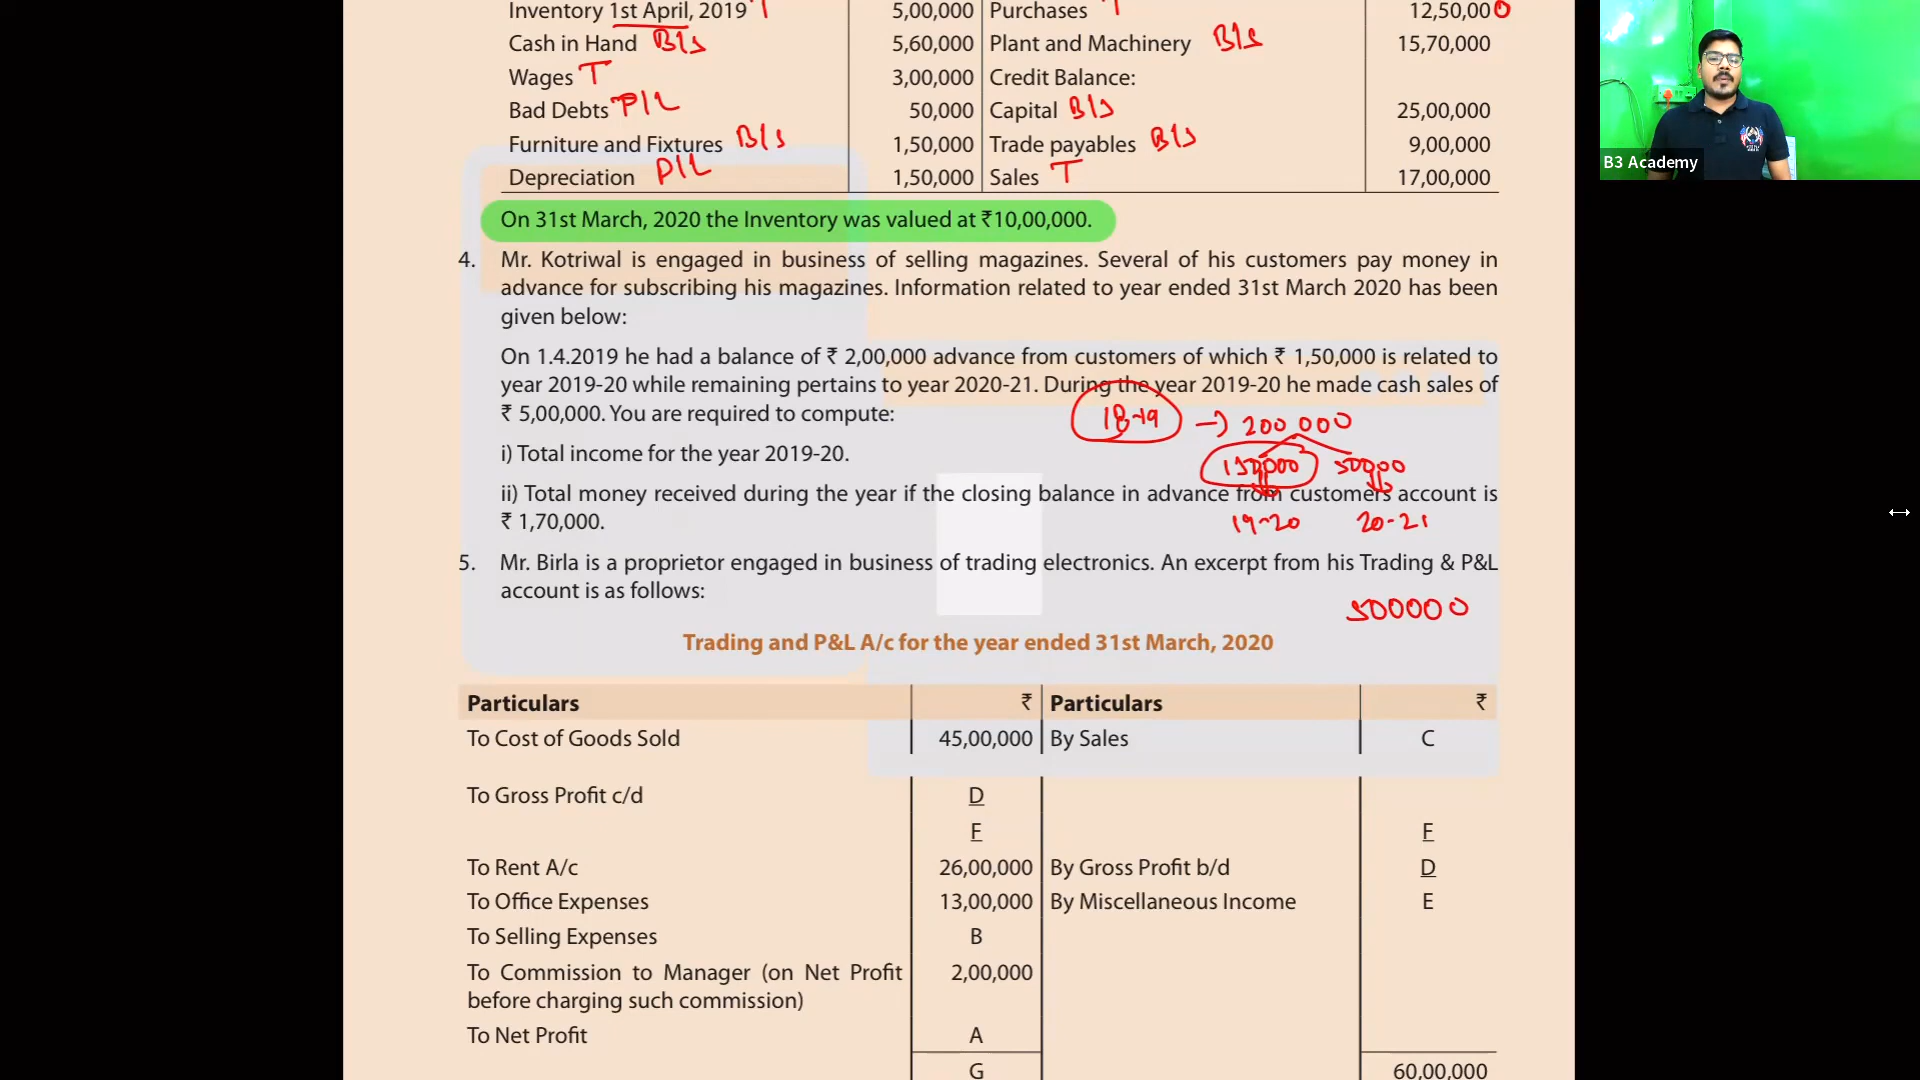 Inventory 1st April, 2019 T 5,00,000 Purchases T 12,50,000
Cash in Hand B/s 5,60,000 Plant and Machinery B/s 15,70,000
Wages T 3,00,000 Credit Balance:
Bad Debts P/L 50,000 Capital B/s 25,00,000
Furniture and Fixtures B/s 1,50,000 Trade payables B/s 9,00,000
Depreciation P/L 1,50,000 Sales T 17,00,000
B3 Academy
On 31st March, 2020 the Inventory was valued at ₹10,00,000.
4. Mr. Kotriwal is engaged in business of selling magazines. Several of his customers pay money in
advance for subscribing his magazines. Information related to year ended 31st March 2020 has been
given below:
On 1.4.2019 he had a balance of ₹ 2,00,000 advance from customers of which ₹ 1,50,000 is related to
year 2019-20 while remaining pertains to year 2020-21. During the year 2019-20 he made cash sales of
₹ 5,00,000. You are required to compute:
18-19 → 200 000
i) Total income for the year 2019-20.
150000 50000
ii) Total money received during the year if the closing balance in advance from customers account is
₹ 1,70,000.
19-20 20-21
5. Mr. Birla is a proprietor engaged in business of trading electronics. An excerpt from his Trading & P&L
account is as follows:
500000
Trading and P&L A/c for the year ended 31st March, 2020
Particulars ₹ Particulars ₹
To Cost of Goods Sold 45,00,000 By Sales C
To Gross Profit c/d D
F F
To Rent A/c 26,00,000 By Gross Profit b/d D
To Office Expenses 13,00,000 By Miscellaneous Income E
To Selling Expenses B
To Commission to Manager (on Net Profit 2,00,000
before charging such commission)
To Net Profit A
G 60,00,000